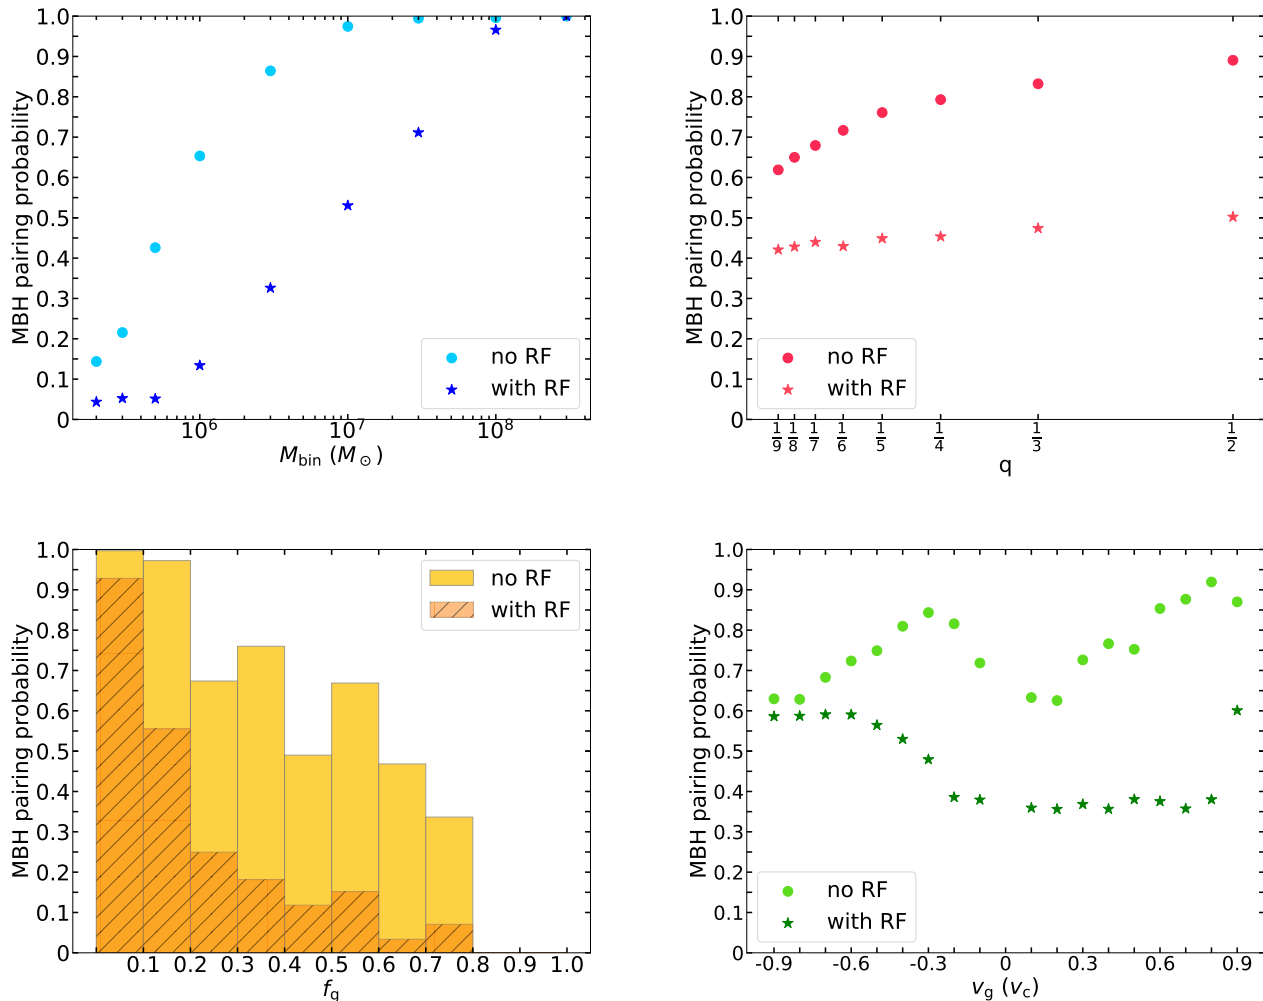 MBH pairing probability
1.0
0.9
0.8
0.7
0.6
0.5
0.4
0.3
0.2
0.1
0
no RF
with RF
10⁶ 10⁷ 10⁸
M_bin (M_⊙)
MBH pairing probability
1.0
0.9
0.8
0.7
0.6
0.5
0.4
0.3
0.2
0.1
0
no RF
with RF
1/9 1/8 1/7 1/6 1/5 1/4 1/3 1/2
q
MBH pairing probability
1.0
0.9
0.8
0.7
0.6
0.5
0.4
0.3
0.2
0.1
0
no RF
with RF
0.1 0.2 0.3 0.4 0.5 0.6 0.7 0.8 0.9 1.0
f_g
MBH pairing probability
1.0
0.9
0.8
0.7
0.6
0.5
0.4
0.3
0.2
0.1
0
no RF
with RF
-0.9 -0.6 -0.3 0 0.3 0.6 0.9
v_g (v_c)